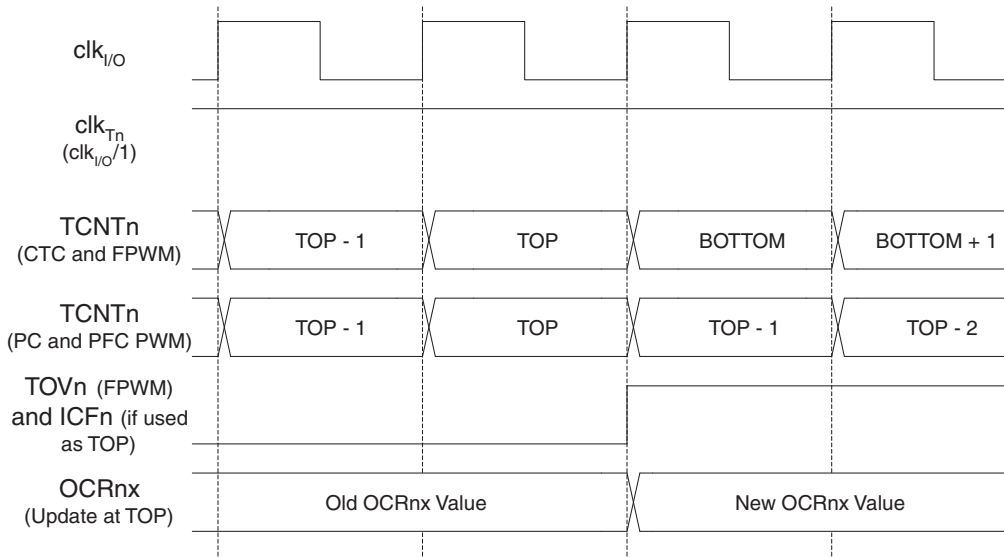 clkI/O
clkTn
(clkI/O/1)
TCNTn
(CTC and FPWM)
TOP - 1
TOP
BOTTOM
BOTTOM + 1
TCNTn
(PC and PFC PWM)
TOP - 1
TOP
TOP - 1
TOP - 2
TOVn (FPWM)
and ICFn (if used
as TOP)
OCRnx
(Update at TOP)
Old OCRnx Value
New OCRnx Value